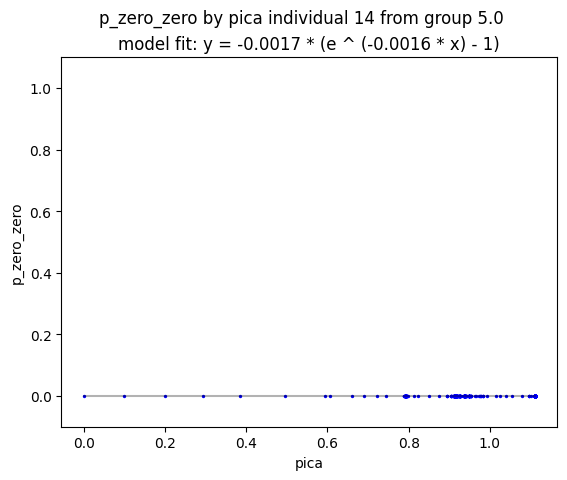 p_zero_zero by pica individual 14 from group 5.0
model fit: y = -0.0017 * (e ^ (-0.0016 * x) - 1)
1.0
0.8
0.6
0.4
0.2
0.0
p_zero_zero
0.0 0.2 0.4 0.6 0.8 1.0
pica